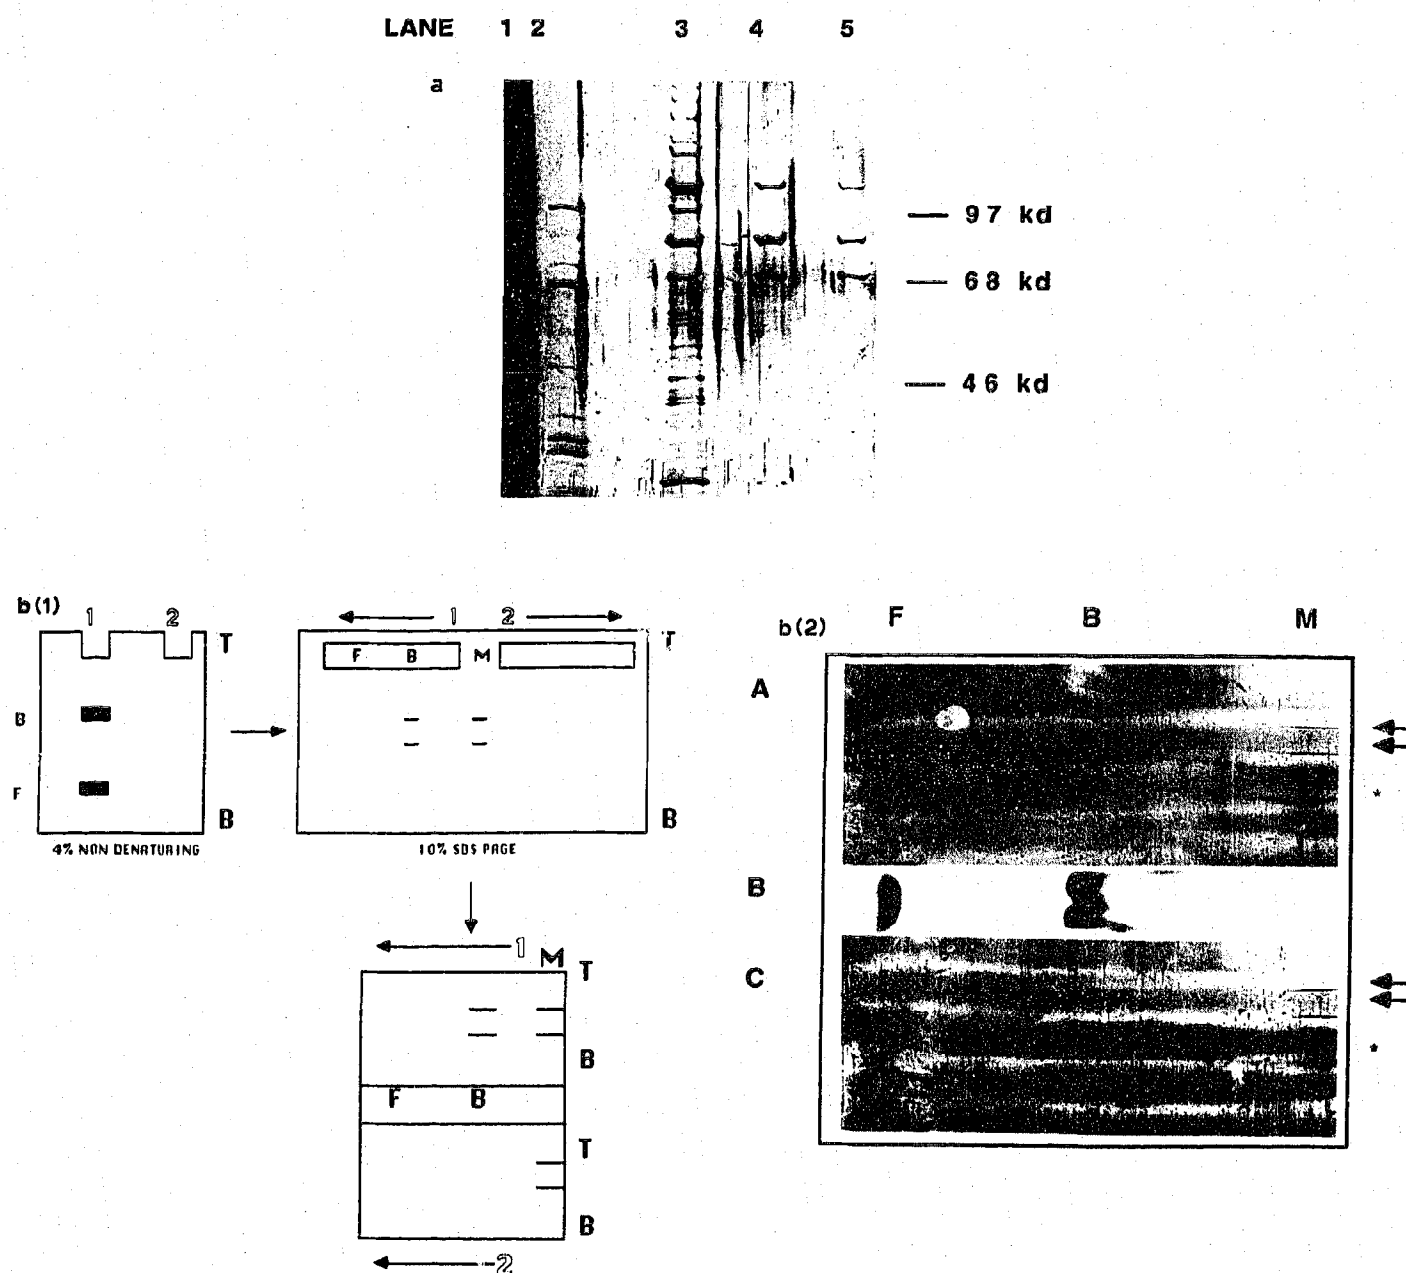 LANE 1 2 3 4 5
a
97 kd
68 kd
46 kd
b(1)
1 2 T
B
F
B
4% NON DENATURING
1 2
T
F B M
B
10% SDS PAGE
1 M T
B
F B
T
B
2
b(2)
F B M
A
*
B
C
*